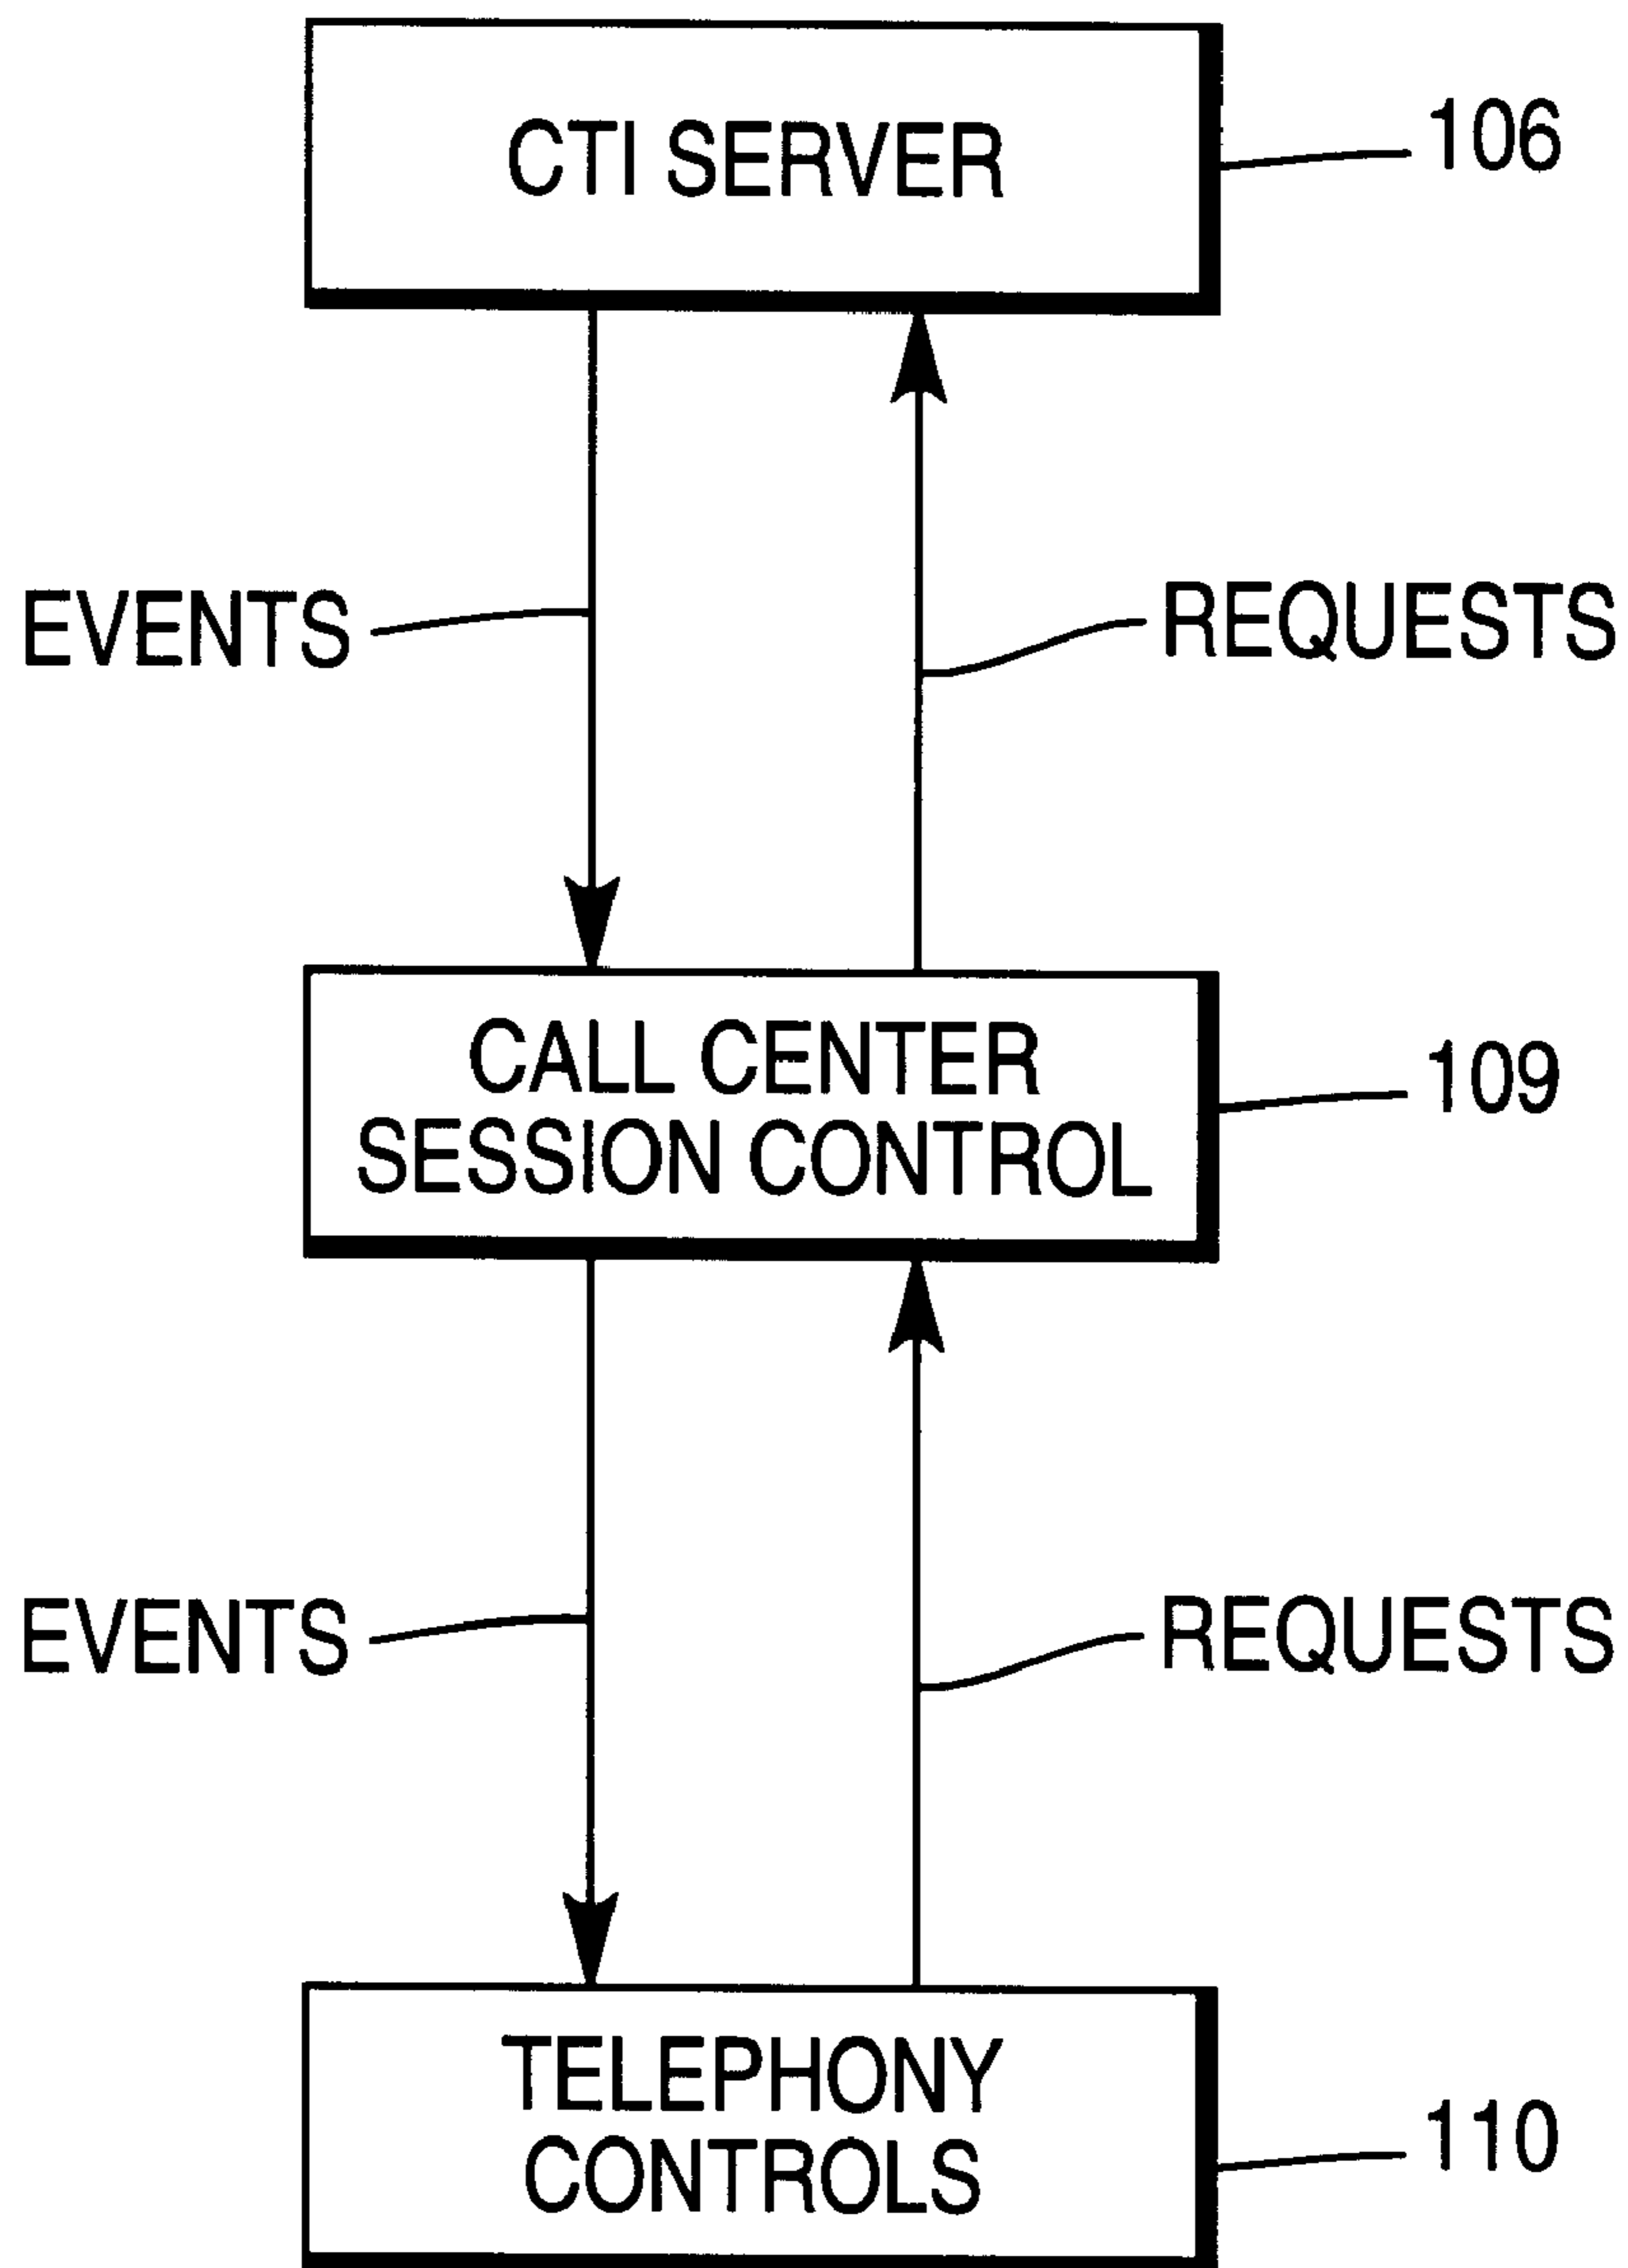 CTI SERVER
106
EVENTS
REQUESTS
CALL CENTER
SESSION CONTROL
109
EVENTS
REQUESTS
TELEPHONY
CONTROLS
110